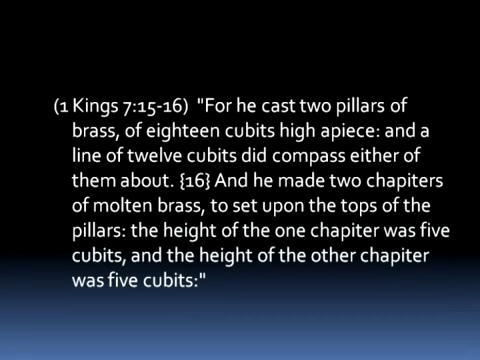 (1 Kings 7:15-16)  "For he cast two pillars of
brass, of eighteen cubits high apiece: and a
line of twelve cubits did compass either of
them about. {16} And he made two chapiters
of molten brass, to set upon the tops of the
pillars: the height of the one chapiter was five
cubits, and the height of the other chapiter
was five cubits:"